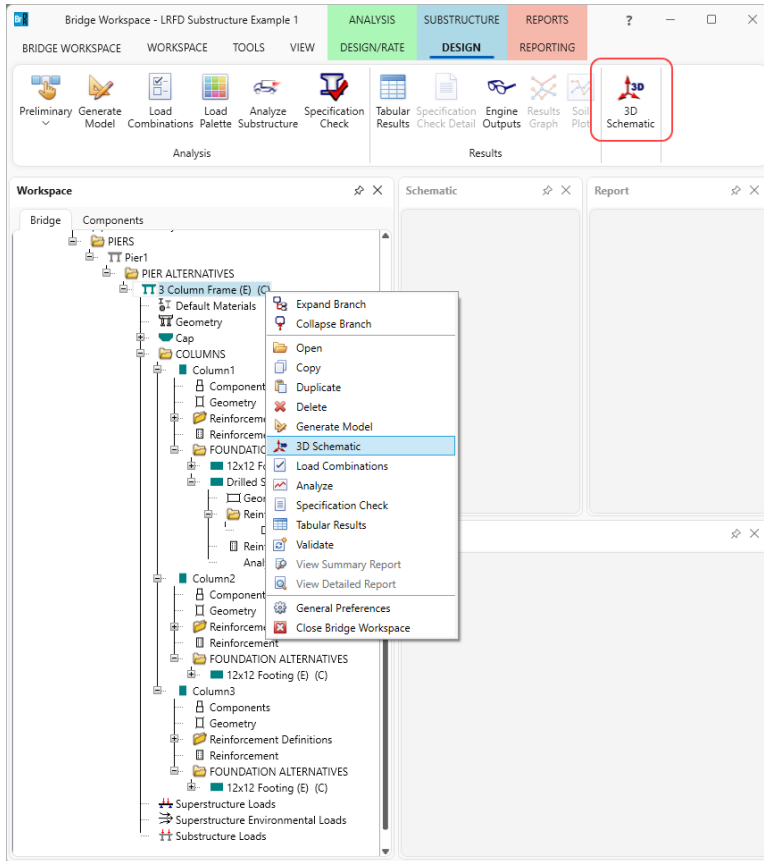 Br Bridge Workspace - LRFD Substructure Example 1 ANALYSIS SUBSTRUCTURE REPORTS ?
BRIDGE WORKSPACE WORKSPACE TOOLS VIEW DESIGN/RATE DESIGN REPORTING
Preliminary Generate Model Load Combinations Load Palette Analyze Substructure Specification Check Tabular Results Specification Check Detail Engine Outputs Results Graph Soil Plot 3D Schematic
Analysis Results
Workspace Schematic Report
Bridge Components
PIERS
Pier1
PIER ALTERNATIVES
3 Column Frame (E) (C)
Default Materials
Geometry
Cap
COLUMNS
Column1
Component
Geometry
Reinforceme
Reinforceme
FOUNDATIO
12x12 Fo
Drilled S
Geor
Rein
Rein
Anal
Column2
Component
Geometry
Reinforceme
Reinforcement
FOUNDATION ALTERNATIVES
12x12 Footing (E) (C)
Column3
Components
Geometry
Reinforcement Definitions
Reinforcement
FOUNDATION ALTERNATIVES
12x12 Footing (E) (C)
Superstructure Loads
Superstructure Environmental Loads
Substructure Loads
Expand Branch
Collapse Branch
Open
Copy
Duplicate
Delete
Generate Model
3D Schematic
Load Combinations
Analyze
Specification Check
Tabular Results
Validate
View Summary Report
View Detailed Report
General Preferences
Close Bridge Workspace